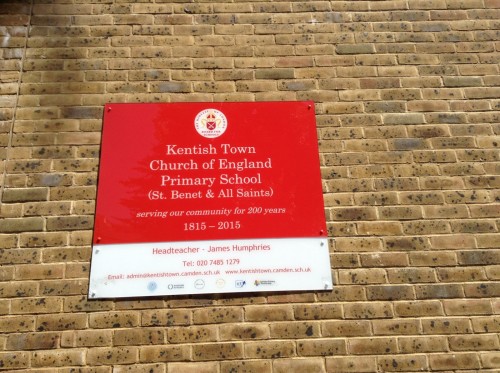 Kentish Town
Church of England
Primary School
(St. Benet & All Saints)
serving our community for 200 years
1815 – 2015
Headteacher - James Humphries
Tel: 020 7485 1279
Email: admin@kentishtown.camden.sch.uk www.kentishtown.camden.sch.uk